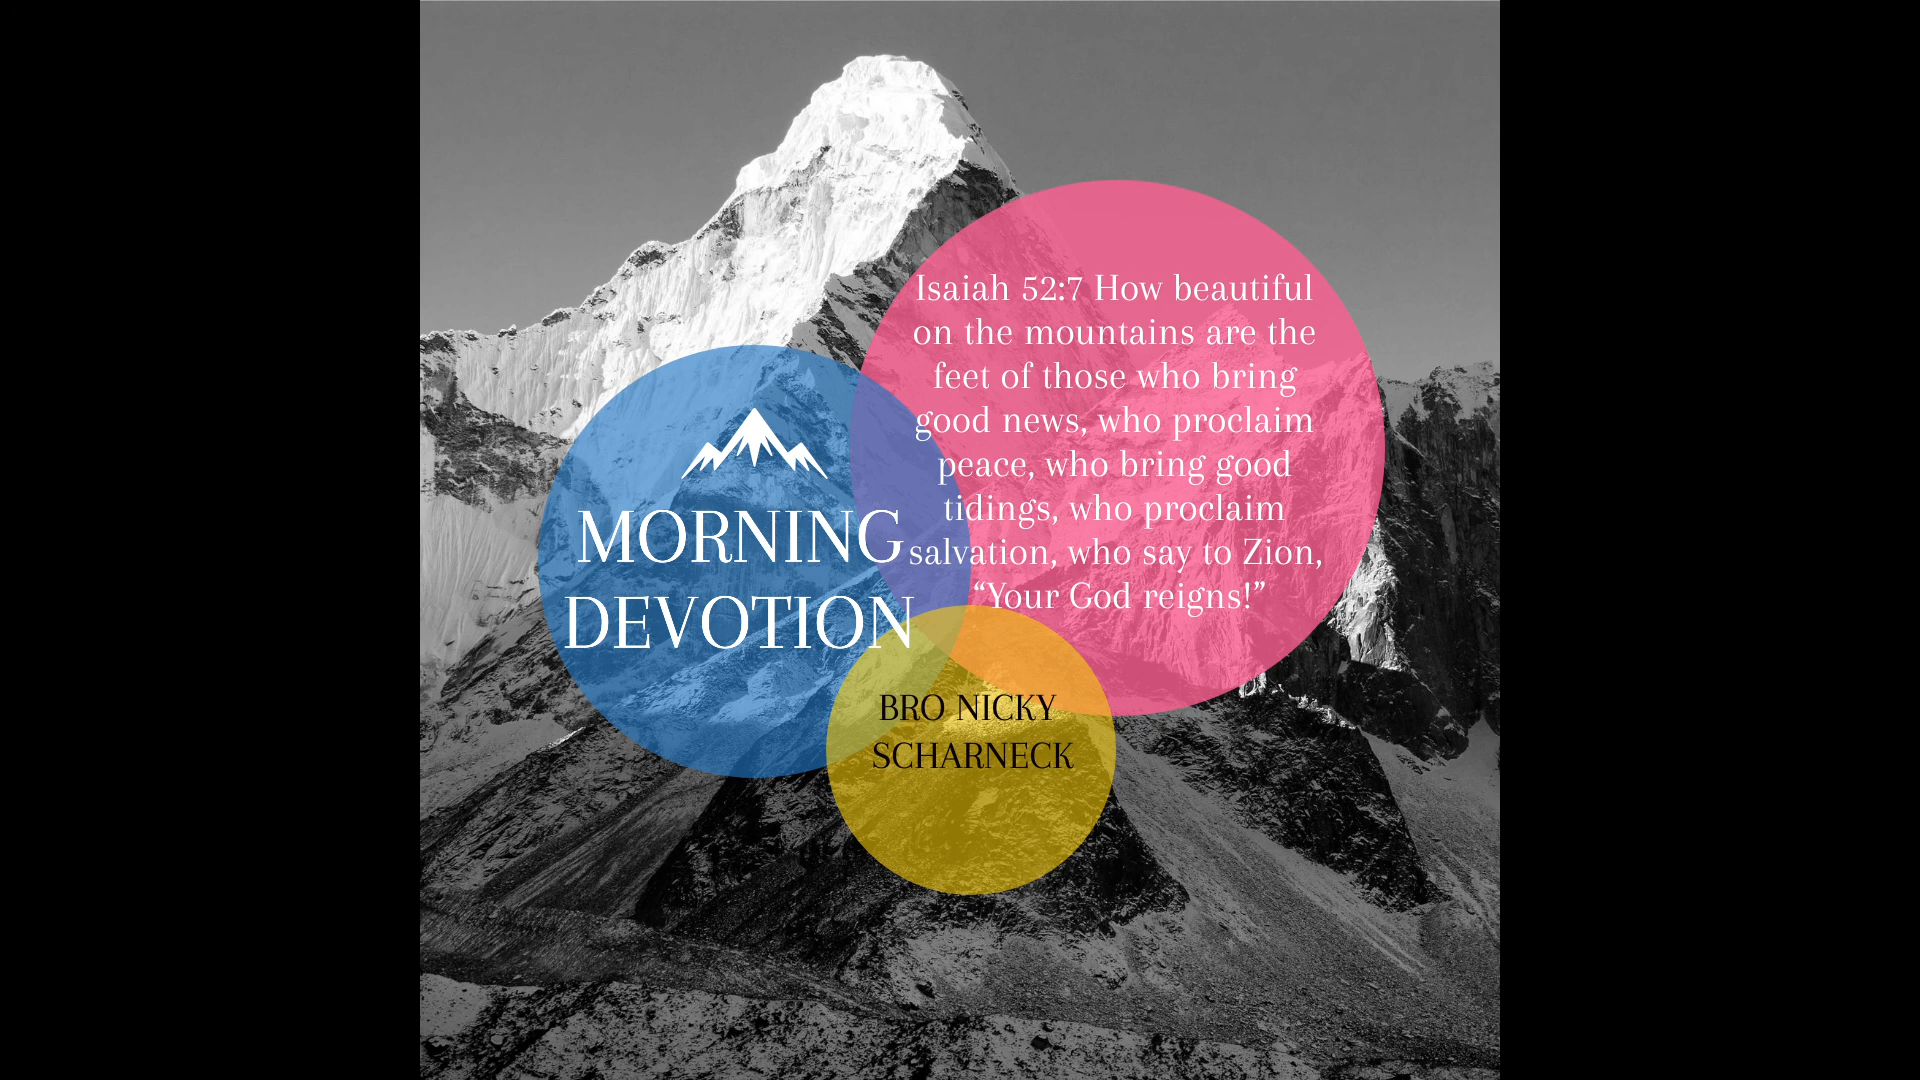 MORNING
DEVOTION
Isaiah 52:7 How beautiful
on the mountains are the
feet of those who bring
good news, who proclaim
peace, who bring good
tidings, who proclaim
salvation, who say to Zion,
“Your God reigns!”
BRO NICKY
SCHARNECK